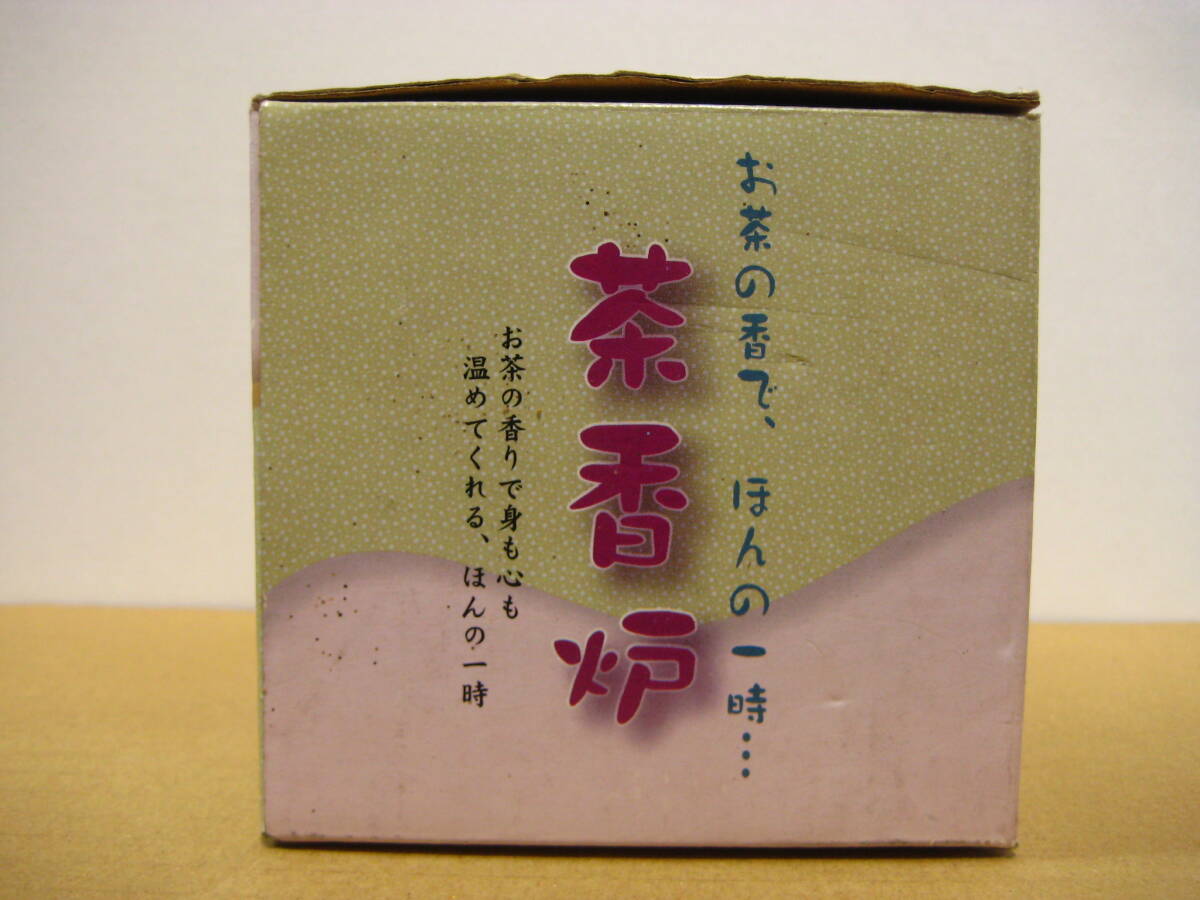 お茶の香で、ほんの一時…
茶香炉
お茶の香りで身も心も
温めてくれる、ほんの一時